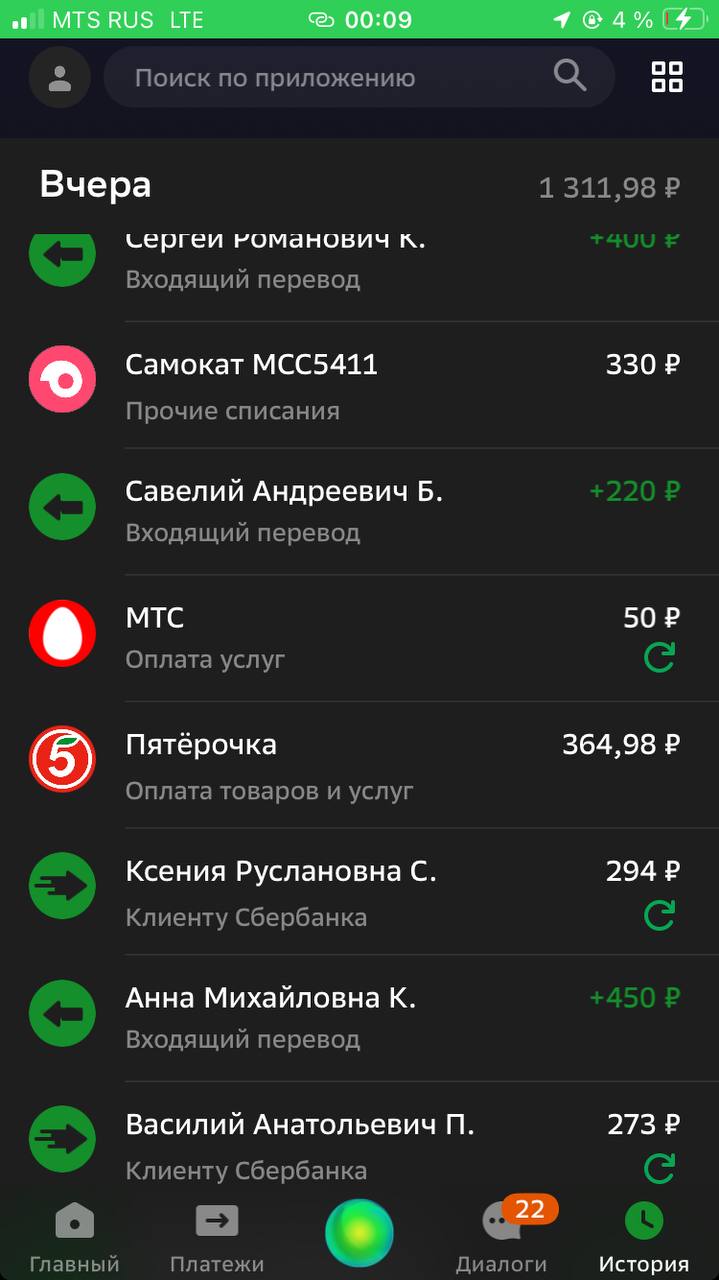 MTS RUS LTE 00:09 4 %
Поиск по приложению
Вчера 1 311,98 ₽
Сергей Романович К. +400 ₽
Входящий перевод
Самокат MCC5411 330 ₽
Прочие списания
Савелий Андреевич Б. +220 ₽
Входящий перевод
МТС 50 ₽
Оплата услуг
5
Пятёрочка 364,98 ₽
Оплата товаров и услуг
Ксения Руслановна С. 294 ₽
Клиенту Сбербанка
Анна Михайловна К. +450 ₽
Входящий перевод
Василий Анатольевич П. 273 ₽
Клиенту Сбербанка
22
Главный Платежи Диалоги История